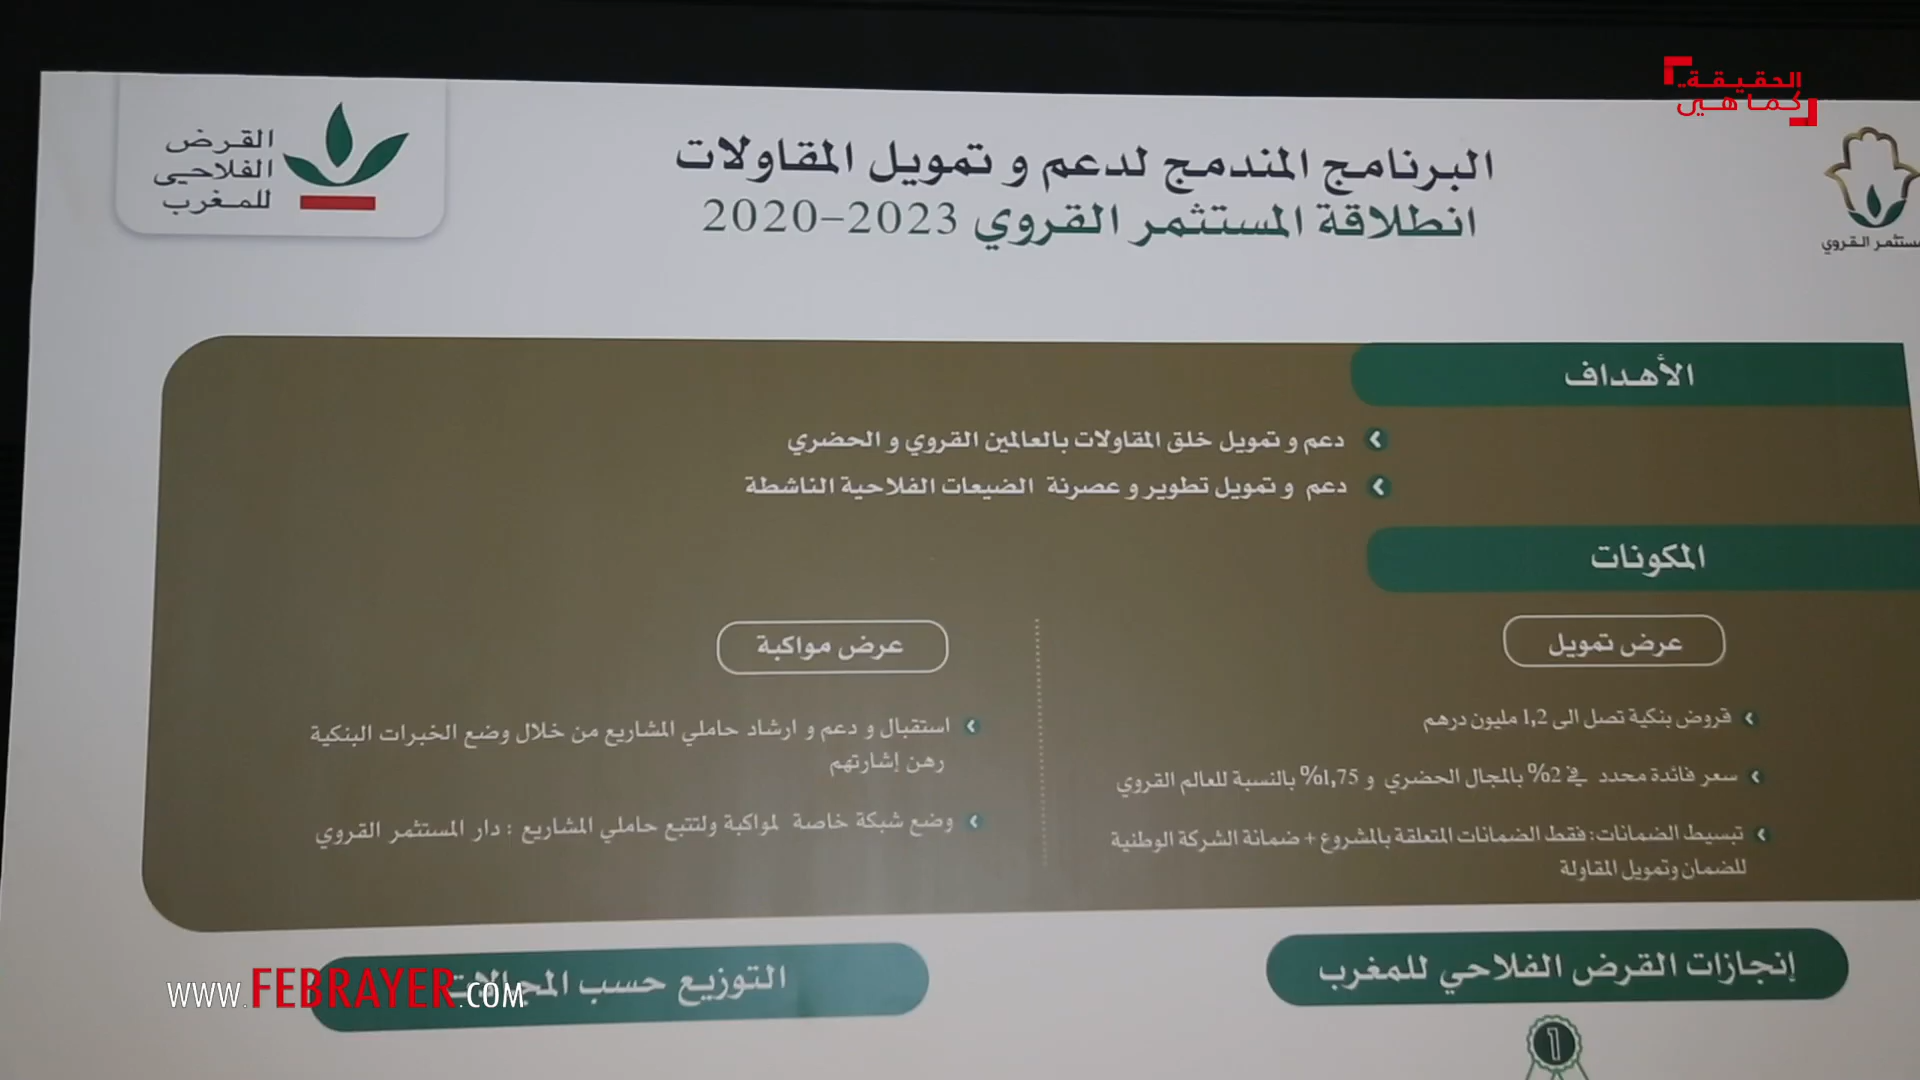 الحقيقة
كما هي
القرض
الفلاحي
للمغرب
البرنامج المندمج لدعم و تمويل المقاولات
انطلاقة المستثمر القروي 2023-2020
المستثمر القروي
الأهداف
دعم و تمويل خلق المقاولات بالعالمين القروي و الحضري
دعم و تمويل تطوير و عصرنة الضيعات الفلاحية الناشطة
المكونات
عرض تمويل
قروض بنكية تصل الى 1,2 مليون درهم
سعر فائدة محدد في 2% بالمجال الحضري و 1,75% بالنسبة للعالم القروي
تبسيط الضمانات: فقط الضمانات المتعلقة بالمشروع + ضمانة الشركة الوطنية
للضمان وتمويل المقاولة
عرض مواكبة
استقبال و دعم و ارشاد حاملي المشاريع من خلال وضع الخبرات البنكية
رهن إشارتهم
وضع شبكة خاصة لمواكبة ولتتبع حاملي المشاريع : دار المستثمر القروي
إنجازات القرض الفلاحي للمغرب
1
التوزيع حسب المجالات
WWW.FEBRAYER.COM